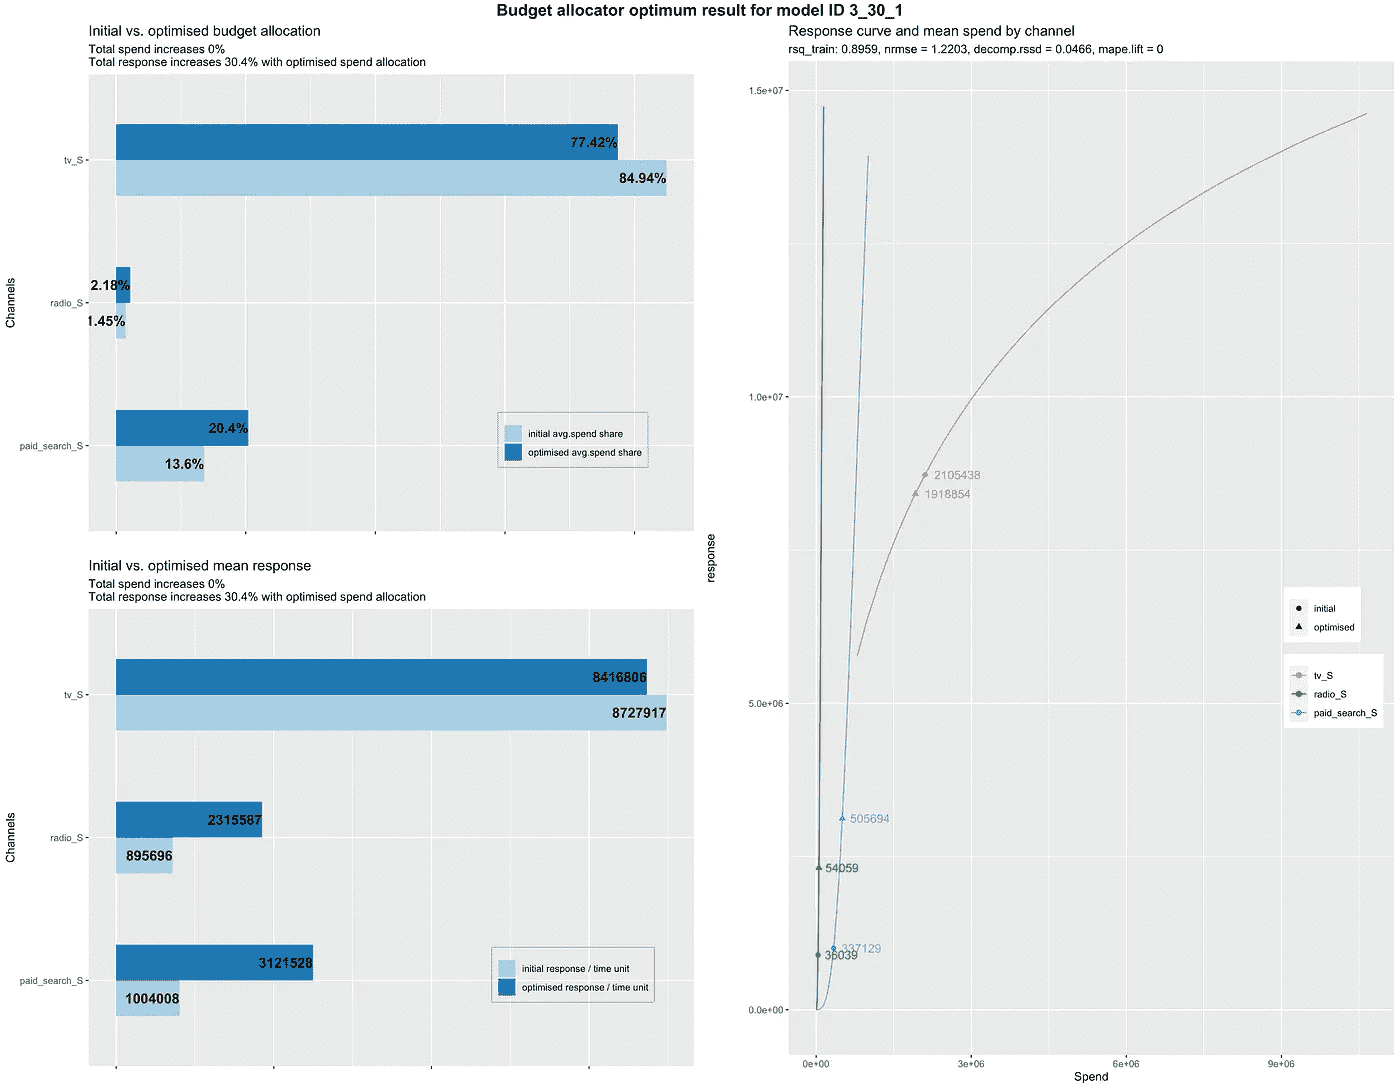 Budget allocator optimum result for model ID 3_30_1
Initial vs. optimised budget allocation
Total spend increases 0%
Total response increases 30.4% with optimised spend allocation
Channels
tv_S
77.42%
84.94%
radio_S
2.18%
1.45%
paid_search_S
20.4%
13.6%
initial avg.spend share
optimised avg.spend share
Initial vs. optimised mean response
Total spend increases 0%
Total response increases 30.4% with optimised spend allocation
Channels
tv_S
8416806
8727917
radio_S
2315587
895696
paid_search_S
3121528
1004008
initial response / time unit
optimised response / time unit
Response curve and mean spend by channel
rsq_train: 0.8959, nrmse = 1.2203, decomp.rssd = 0.0466, mape.lift = 0
response
1.5e+07
1.0e+07
5.0e+06
0.0e+00
2105438
1918854
505694
54059
337129
36039
initial
optimised
tv_S
radio_S
paid_search_S
0e+00
3e+06
6e+06
9e+06
Spend